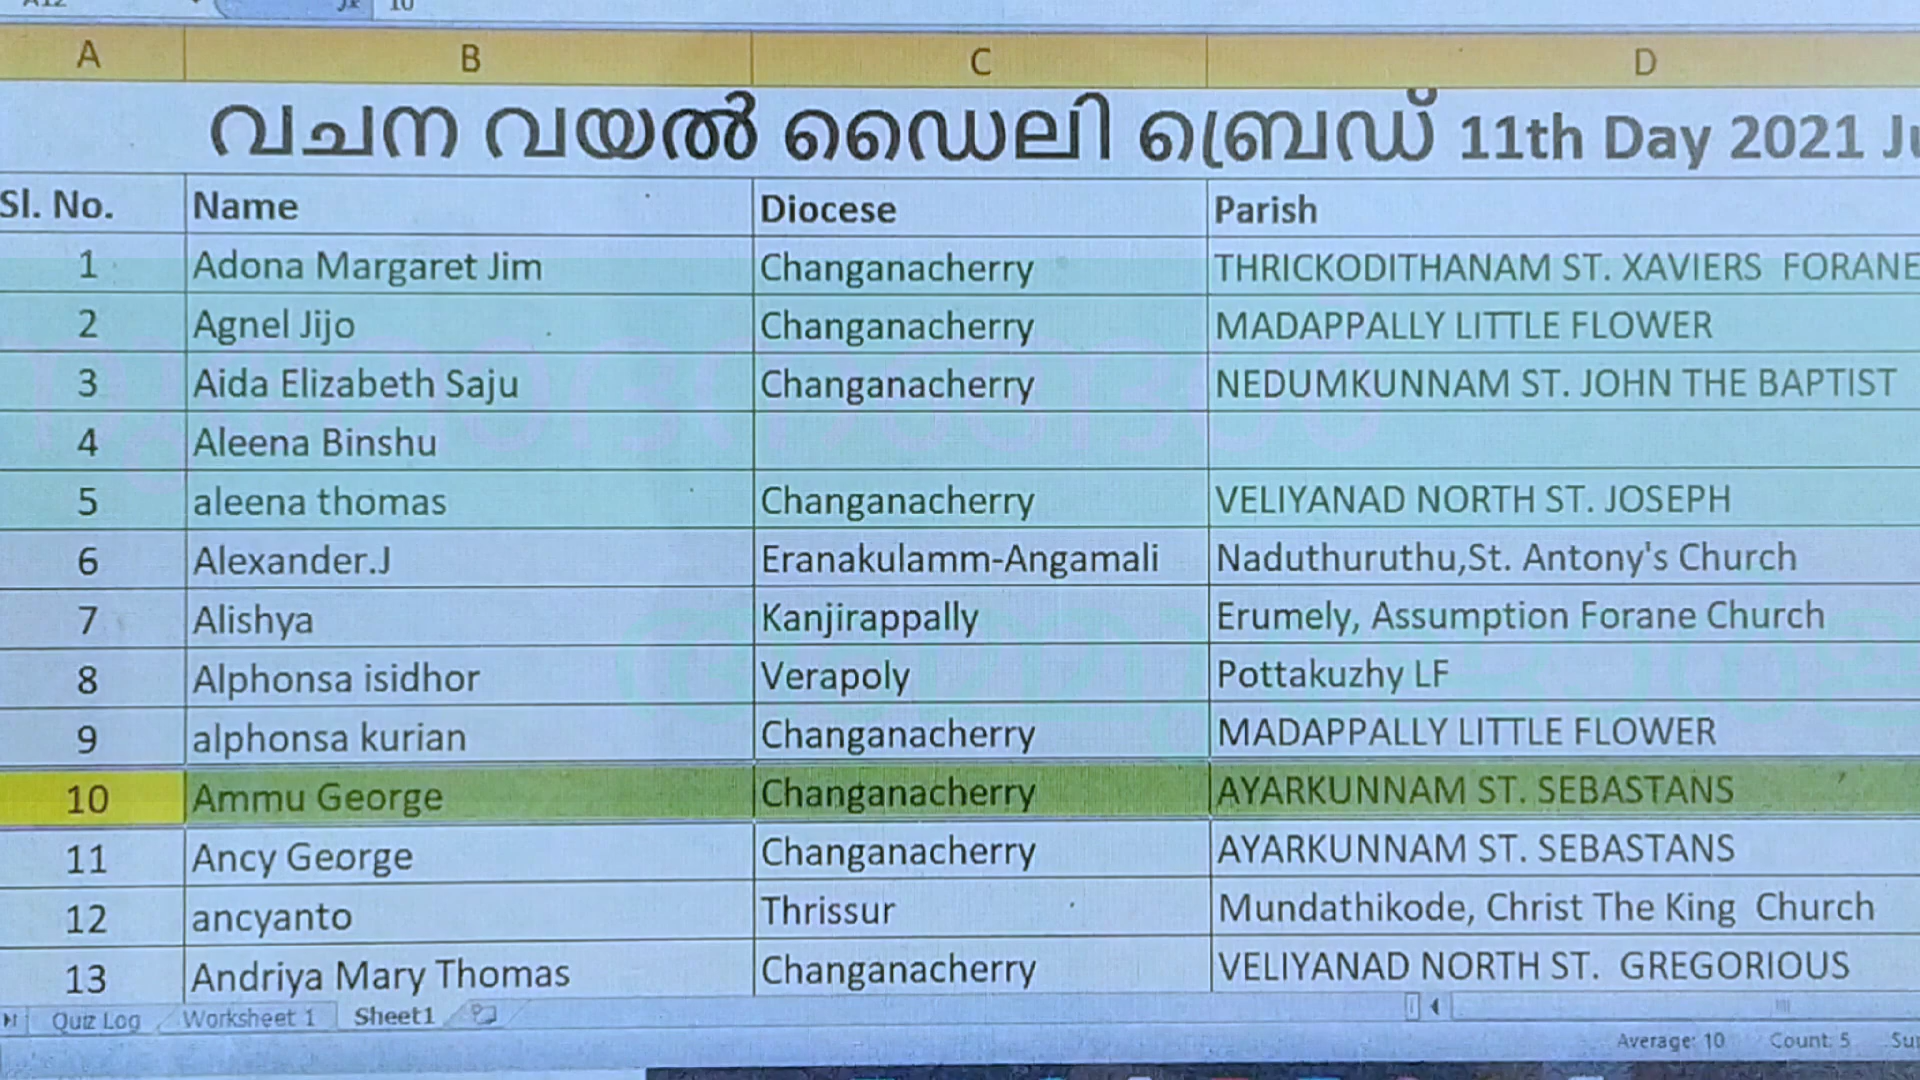 A12 fx 10
A B C D
വചന വയൽ ഡൈലി ബ്രെഡ് 11th Day 2021
Sl. No. Name Diocese Parish
1 Adona Margaret Jim Changanacherry THRICKODITHANAM ST. XAVIERS FORANE
2 Agnel Jijo Changanacherry MADAPPALLY LITTLE FLOWER
3 Aida Elizabeth Saju Changanacherry NEDUMKUNNAM ST. JOHN THE BAPTIST
4 Aleena Binshu
5 aleena thomas Changanacherry VELIYANAD NORTH ST. JOSEPH
6 Alexander.J Eranakulamm-Angamali Naduthuruthu,St. Antony's Church
7 Alishya Kanjirappally Erumely, Assumption Forane Church
8 Alphonsa isidhor Verapoly Pottakuzhy LF
9 alphonsa kurian Changanacherry MADAPPALLY LITTLE FLOWER
10 Ammu George Changanacherry AYARKUNNAM ST. SEBASTANS
11 Ancy George Changanacherry AYARKUNNAM ST. SEBASTANS
12 ancyanto Thrissur Mundathikode, Christ The King Church
13 Andriya Mary Thomas Changanacherry VELIYANAD NORTH ST. GREGORIOUS
Quiz Log Worksheet 1 Sheet1
Average: 10 Count: 5